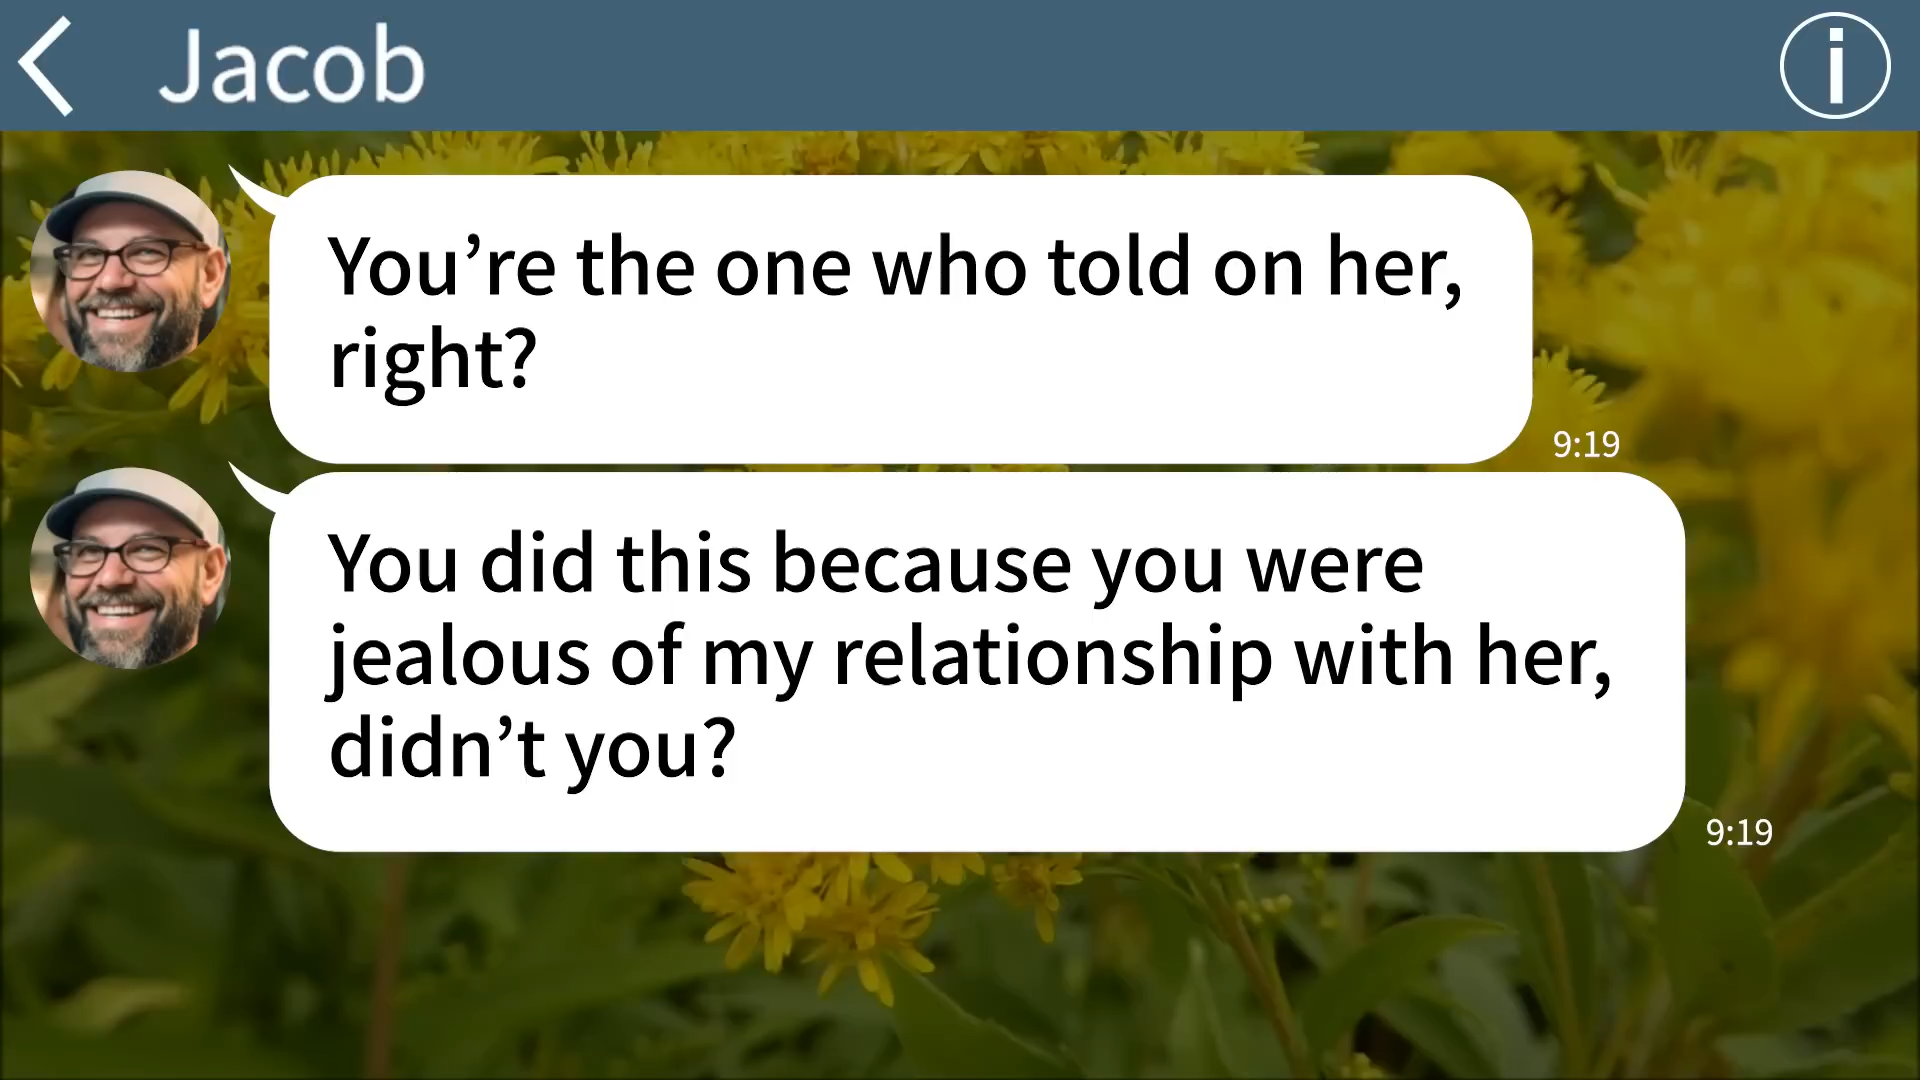 Jacob
You’re the one who told on her,
right?
9:19
You did this because you were
jealous of my relationship with her,
didn’t you?
9:19